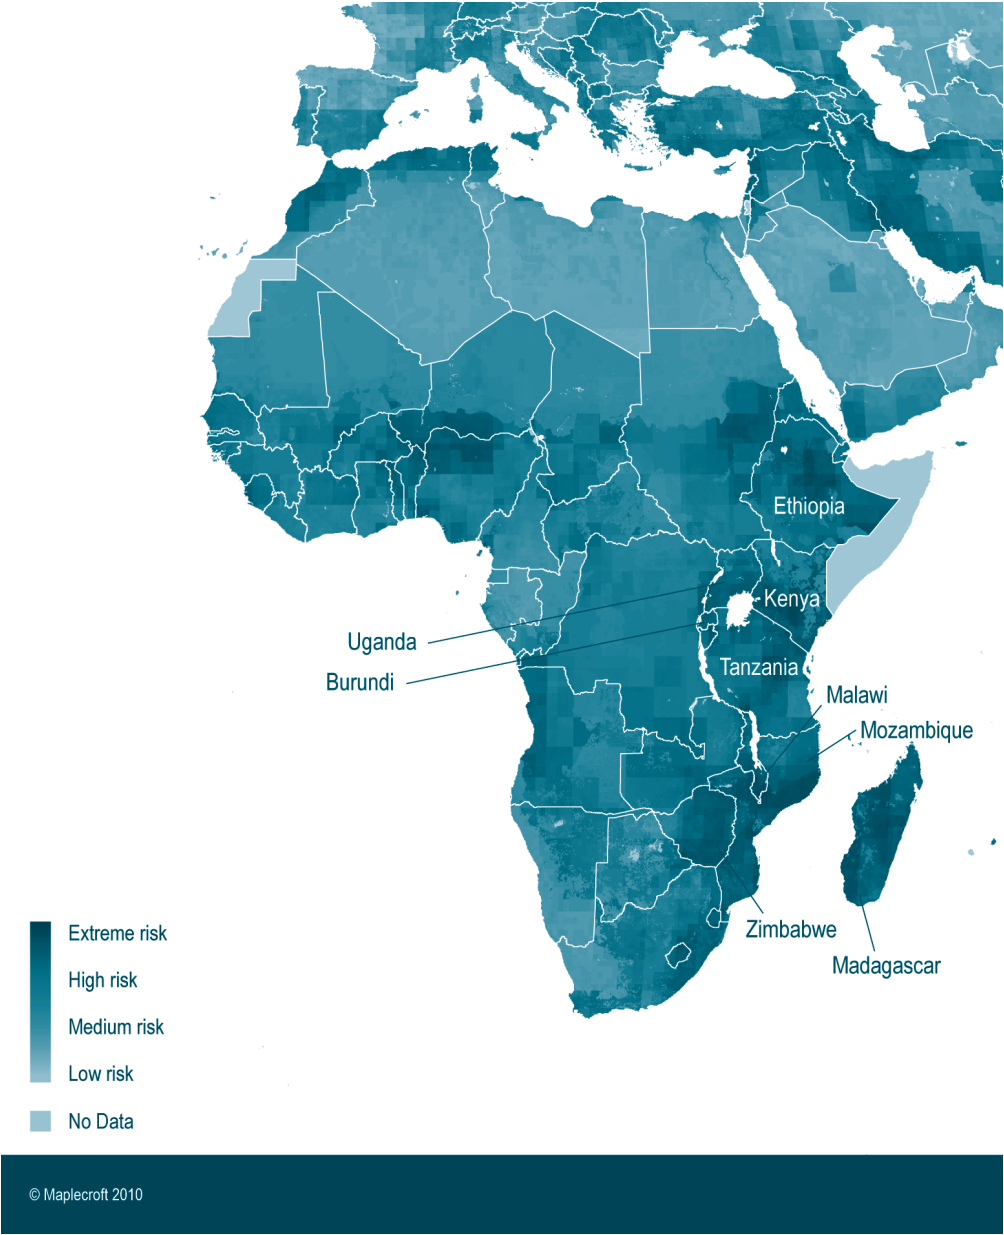 Ethiopia
Kenya
Uganda
Tanzania
Burundi
Malawi
Mozambique
Zimbabwe
Madagascar
Extreme risk
High risk
Medium risk
Low risk
No Data
© Maplecroft 2010